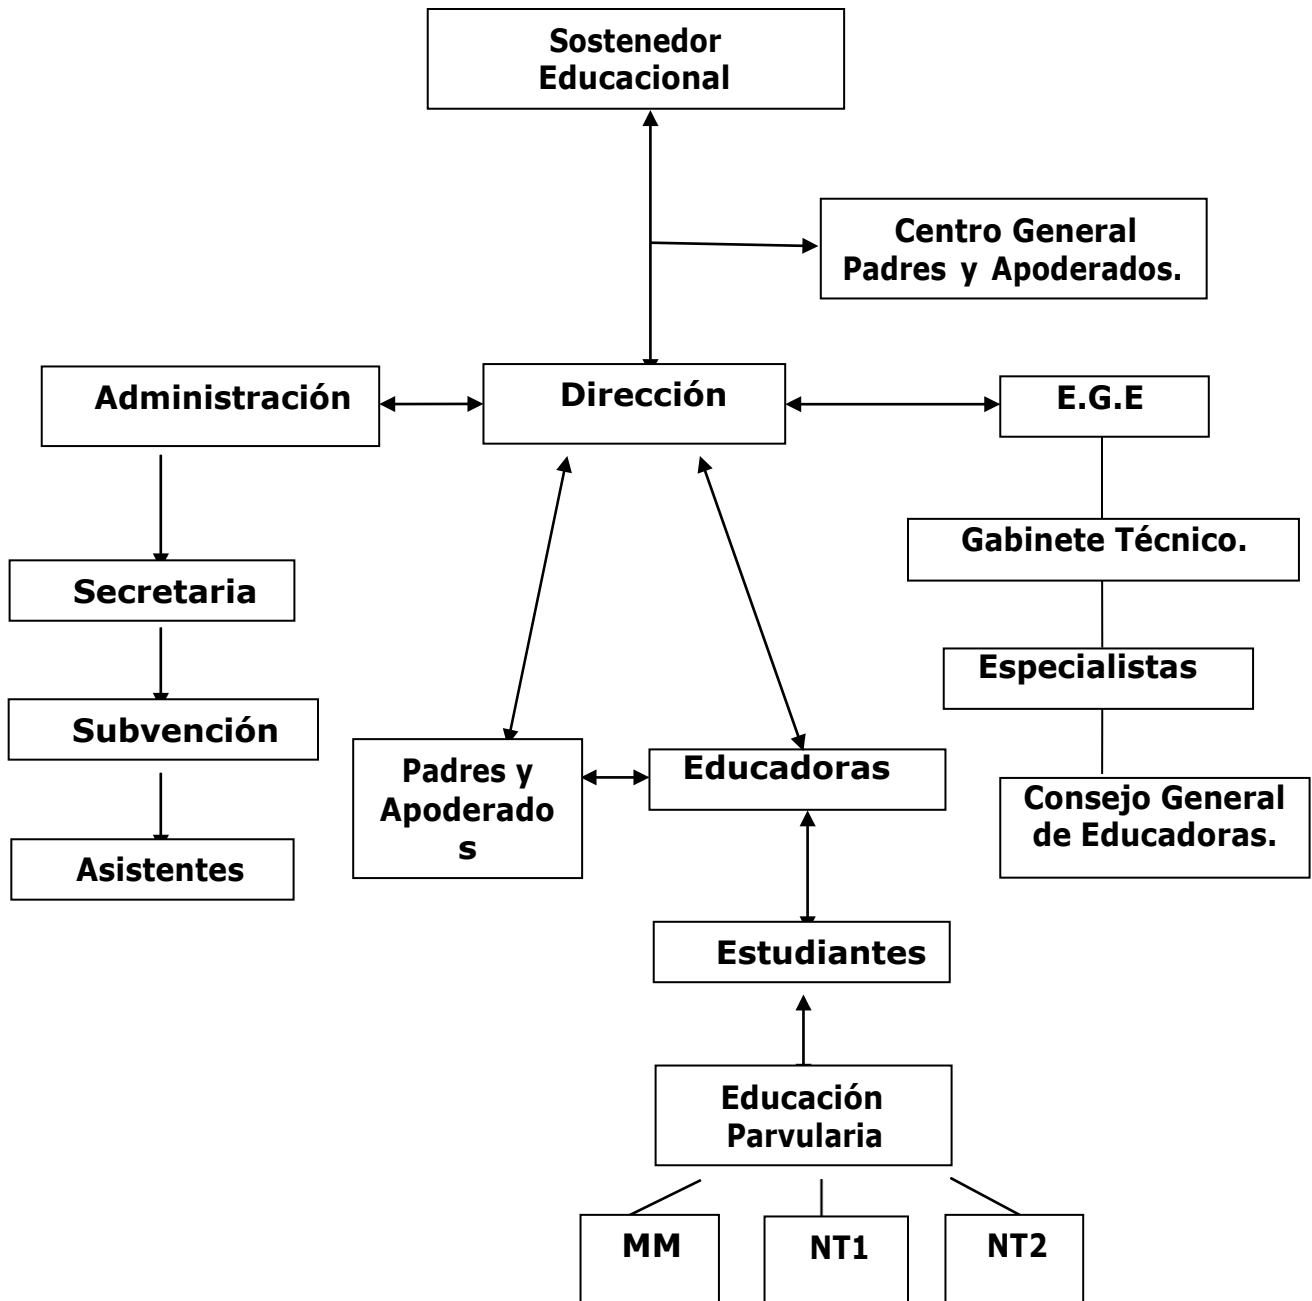 Sostenedor
Educacional
Centro General
Padres y Apoderados.
Administración
Dirección
E.G.E
Gabinete Técnico.
Secretaria
Especialistas
Subvención
Padres y
Apoderado
s
Educadoras
Consejo General
de Educadoras.
Asistentes
Estudiantes
Educación
Parvularia
MM
NT1
NT2